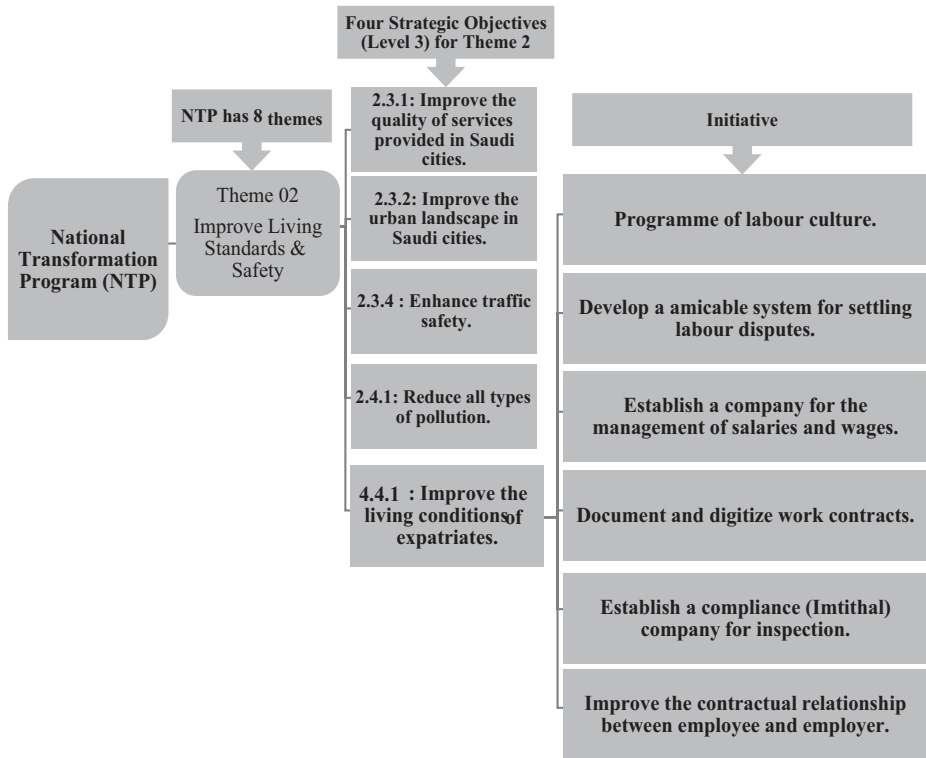 Four Strategic Objectives
(Level 3) for Theme 2
NTP has 8 themes
2.3.1: Improve the
quality of services
provided in Saudi
cities.
Initiative
National
Transformation
Program (NTP)
Theme 02
Improve Living
Standards &
Safety
2.3.2: Improve the
urban landscape in
Saudi cities.
2.3.4 : Enhance traffic
safety.
2.4.1: Reduce all types
of pollution.
4.4.1 : Improve the
living conditions of
expatriates.
Programme of labour culture.
Develop a amicable system for settling
labour disputes.
Establish a company for the
management of salaries and wages.
Document and digitize work contracts.
Establish a compliance (Imtithal)
company for inspection.
Improve the contractual relationship
between employee and employer.